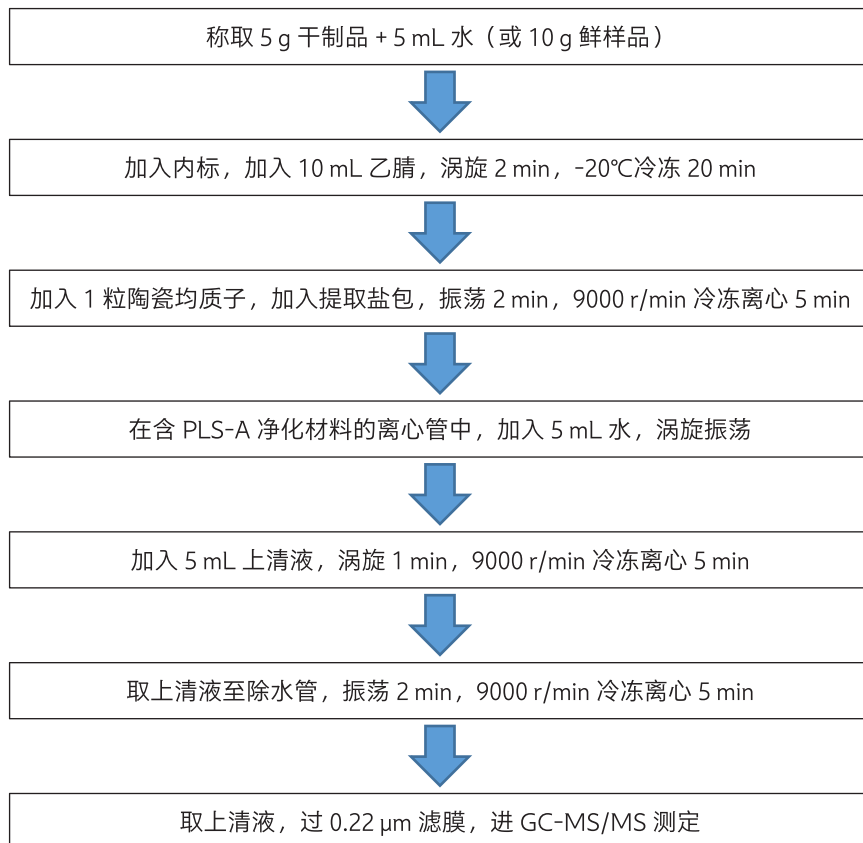 称取 5 g 干制品 + 5 mL 水（或 10 g 鲜样品）
加入内标，加入 10 mL 乙腈，涡旋 2 min，-20℃冷冻 20 min
加入 1 粒陶瓷均质子，加入提取盐包，振荡 2 min，9000 r/min 冷冻离心 5 min
在含 PLS-A 净化材料的离心管中，加入 5 mL 水，涡旋振荡
加入 5 mL 上清液，涡旋 1 min，9000 r/min 冷冻离心 5 min
取上清液至除水管，振荡 2 min，9000 r/min 冷冻离心 5 min
取上清液，过 0.22 μm 滤膜，进 GC-MS/MS 测定